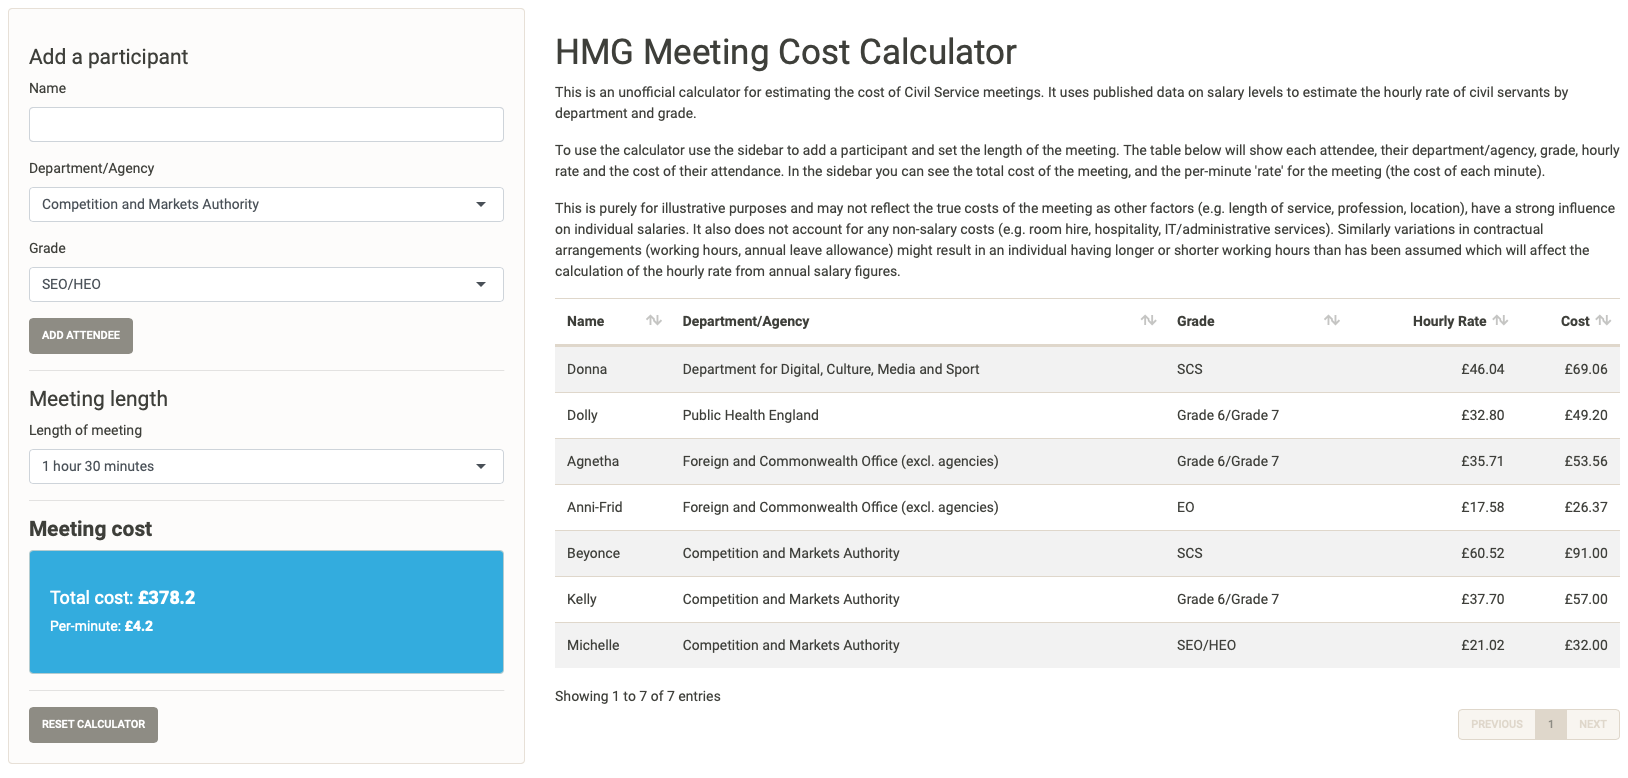 Add a participant
Name
Department/Agency
Competition and Markets Authority
Grade
SEO/HEO
ADD ATTENDEE
Meeting length
Length of meeting
1 hour 30 minutes
Meeting cost
Total cost: £378.2
Per-minute: £4.2
RESET CALCULATOR
HMG Meeting Cost Calculator
This is an unofficial calculator for estimating the cost of Civil Service meetings. It uses published data on salary levels to estimate the hourly rate of civil servants by
department and grade.
To use the calculator use the sidebar to add a participant and set the length of the meeting. The table below will show each attendee, their department/agency, grade, hourly
rate and the cost of their attendance. In the sidebar you can see the total cost of the meeting, and the per-minute 'rate' for the meeting (the cost of each minute).
This is purely for illustrative purposes and may not reflect the true costs of the meeting as other factors (e.g. length of service, profession, location), have a strong influence
on individual salaries. It also does not account for any non-salary costs (e.g. room hire, hospitality, IT/administrative services). Similarly variations in contractual
arrangements (working hours, annual leave allowance) might result in an individual having longer or shorter working hours than has been assumed which will affect the
calculation of the hourly rate from annual salary figures.
Name Department/Agency Grade Hourly Rate Cost
Donna Department for Digital, Culture, Media and Sport SCS £46.04 £69.06
Dolly Public Health England Grade 6/Grade 7 £32.80 £49.20
Agnetha Foreign and Commonwealth Office (excl. agencies) Grade 6/Grade 7 £35.71 £53.56
Anni-Frid Foreign and Commonwealth Office (excl. agencies) EO £17.58 £26.37
Beyonce Competition and Markets Authority SCS £60.52 £91.00
Kelly Competition and Markets Authority Grade 6/Grade 7 £37.70 £57.00
Michelle Competition and Markets Authority SEO/HEO £21.02 £32.00
Showing 1 to 7 of 7 entries
PREVIOUS 1 NEXT